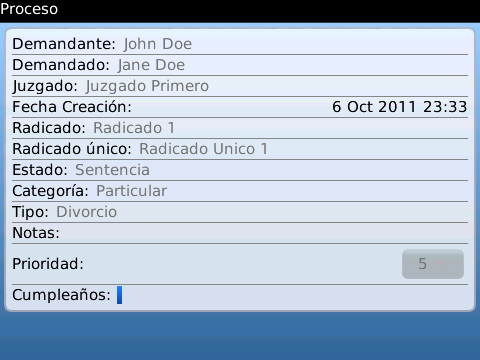 Proceso
Demandante: John Doe
Demandado: Jane Doe
Juzgado: Juzgado Primero
Fecha Creación: 6 Oct 2011 23:33
Radicado: Radicado 1
Radicado único: Radicado Unico 1
Estado: Sentencia
Categoría: Particular
Tipo: Divorcio
Notas:
Prioridad: 5
Cumpleaños: